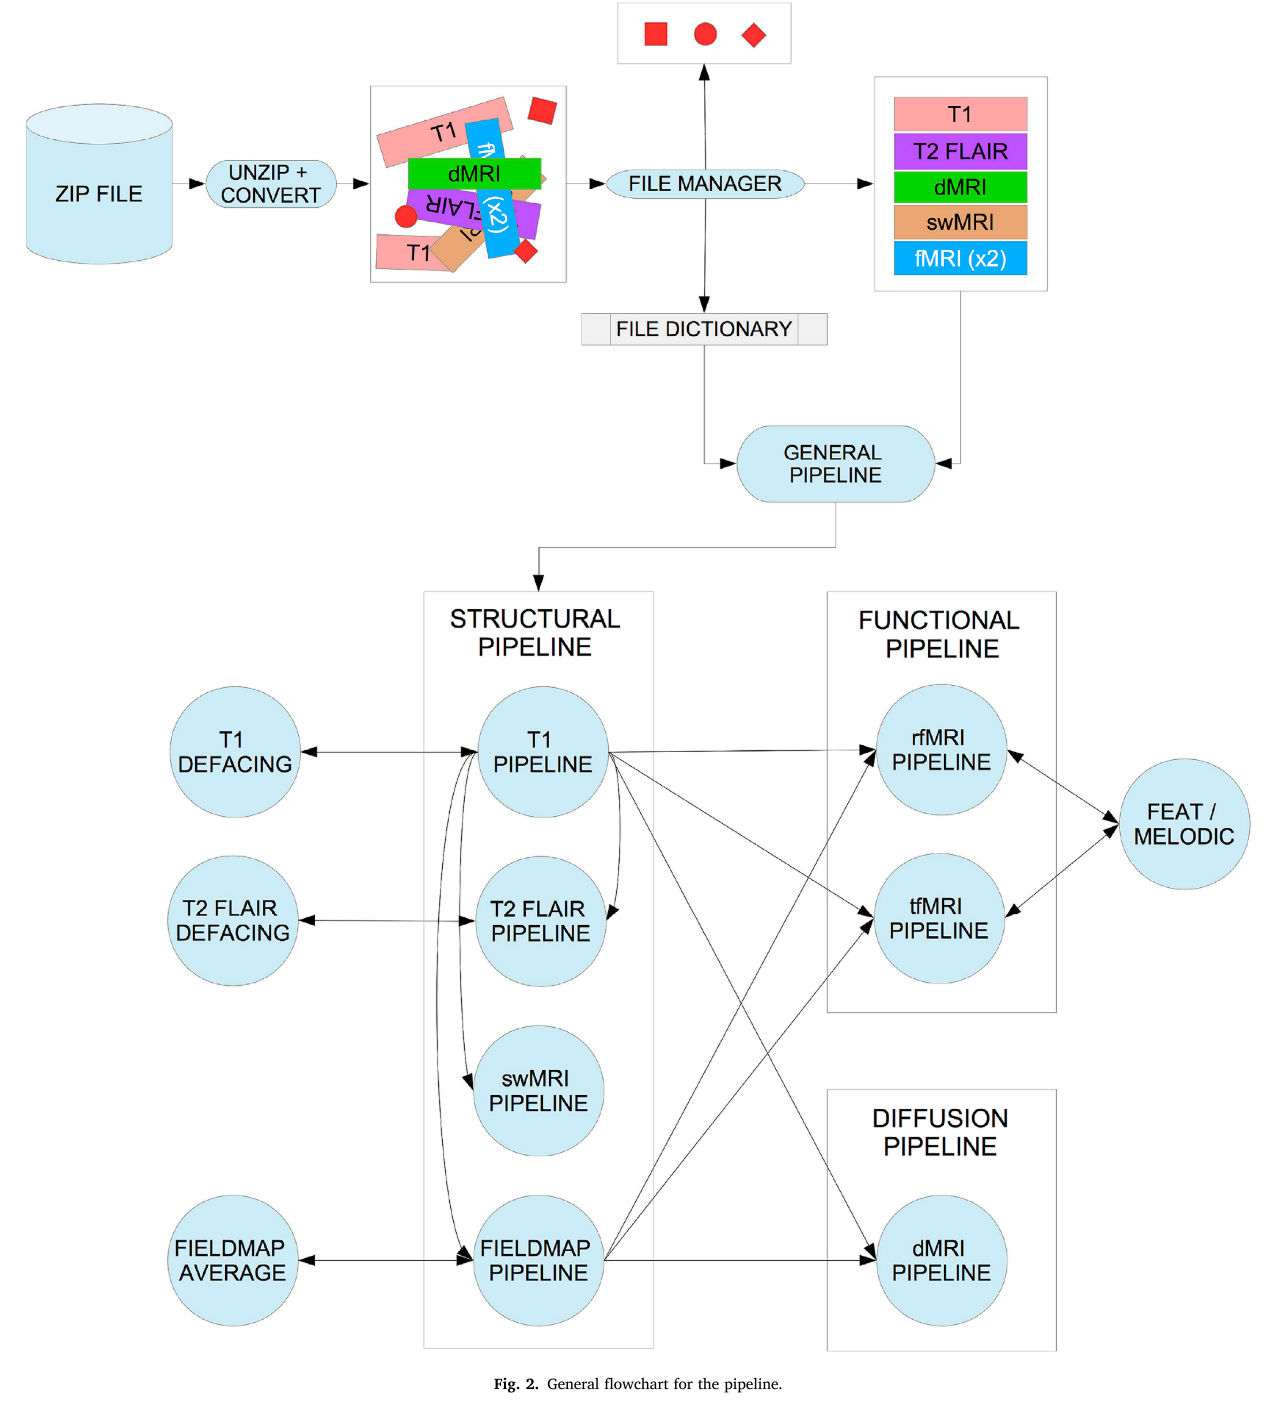 ZIP FILE
UNZIP +
CONVERT
T1
dMRI
FLAIR
(x2)
T1
FILE MANAGER
T1
T2 FLAIR
dMRI
swMRI
fMRI (x2)
FILE DICTIONARY
GENERAL
PIPELINE
STRUCTURAL
PIPELINE
FUNCTIONAL
PIPELINE
T1
DEFACING
T1
PIPELINE
rfMRI
PIPELINE
FEAT /
MELODIC
T2 FLAIR
DEFACING
T2 FLAIR
PIPELINE
tfMRI
PIPELINE
swMRI
PIPELINE
DIFFUSION
PIPELINE
FIELDMAP
AVERAGE
FIELDMAP
PIPELINE
dMRI
PIPELINE
Fig. 2. General flowchart for the pipeline.